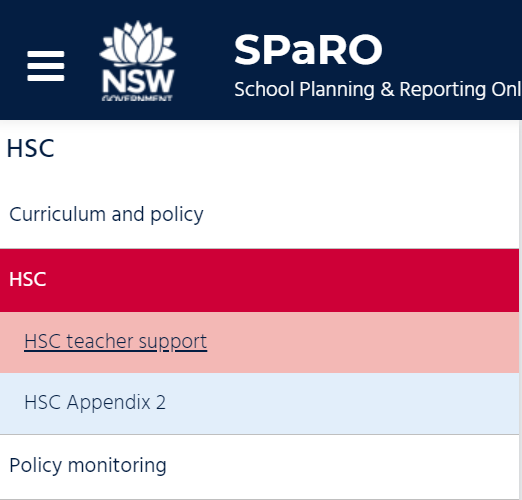 SPaRO
NSW
GOVERNMENT
School Planning & Reporting Onl
HSC
Curriculum and policy
HSC
HSC teacher support
HSC Appendix 2
Policy monitoring